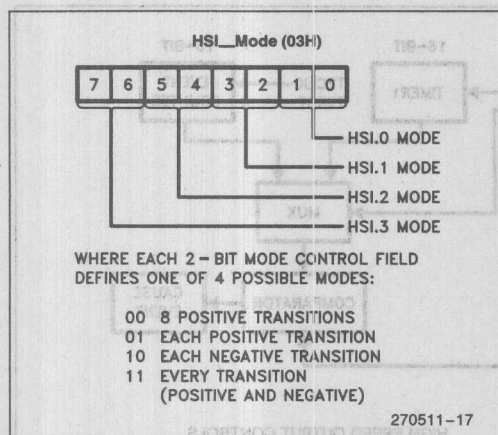 HSI__Mode (03H)
7 6 5 4 3 2 1 0
HSI.0 MODE
HSI.1 MODE
HSI.2 MODE
HSI.3 MODE
WHERE EACH 2-BIT MODE CONTROL FIELD
DEFINES ONE OF 4 POSSIBLE MODES:
00 8 POSITIVE TRANSITIONS
01 EACH POSITIVE TRANSITION
10 EACH NEGATIVE TRANSITION
11 EVERY TRANSITION
(POSITIVE AND NEGATIVE)
270511-17